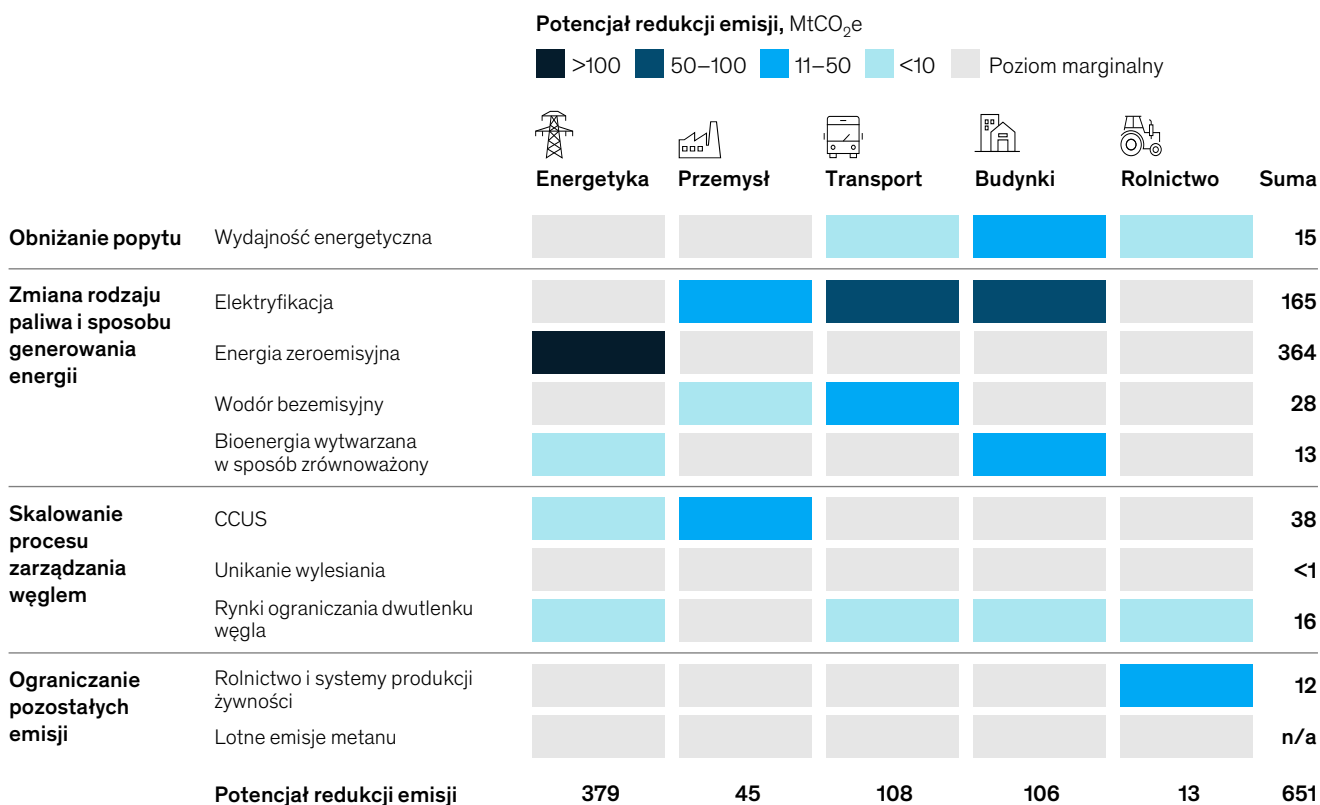 Potencjał redukcji emisji, MtCO₂e
>100 50–100 11–50 <10 Poziom marginalny
Energetyka Przemysł Transport Budynki Rolnictwo Suma
Obniżanie popytu Wydajność energetyczna 15
Zmiana rodzaju
paliwa i sposobu
generowania
energii
Elektryfikacja 165
Energia zeroemisyjna 364
Wodór bezemisyjny 28
Bioenergia wytwarzana
w sposób zrównoważony 13
Skalowanie
procesu
zarządzania
węglem
CCUS 38
Unikanie wylesiania <1
Rynki ograniczania dwutlenku
węgla 16
Ograniczanie
pozostałych
emisji
Rolnictwo i systemy produkcji
żywności 12
Lotne emisje metanu n/a
Potencjał redukcji emisji 379 45 108 106 13 651